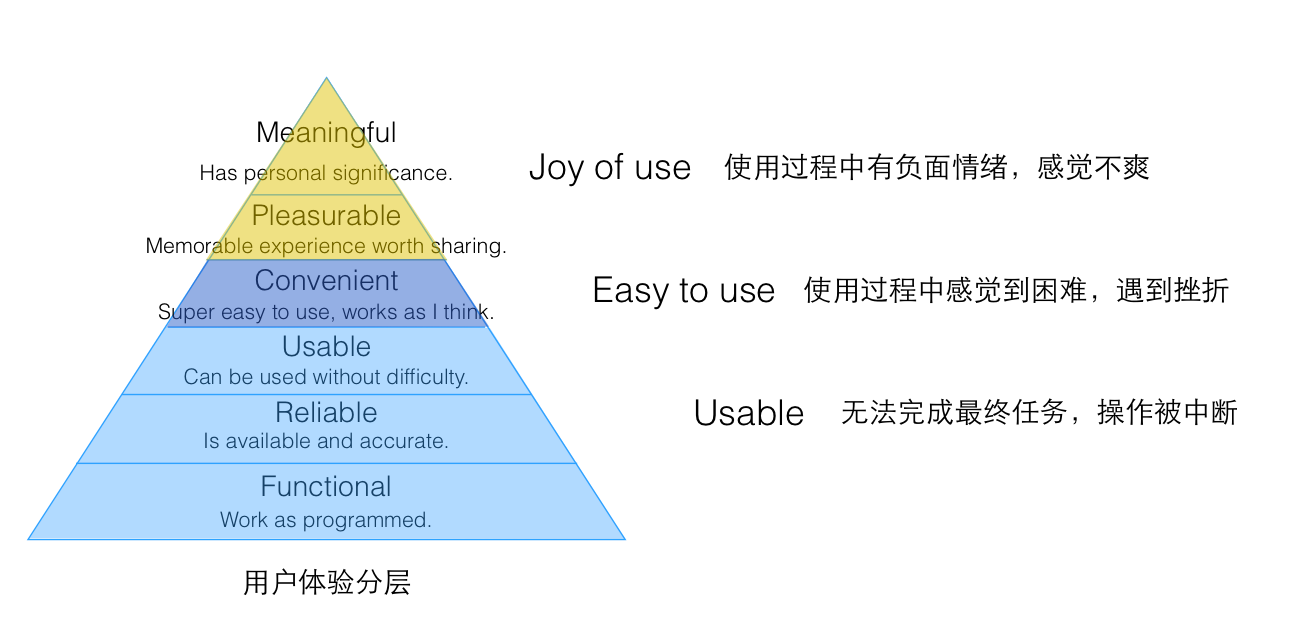 Meaningful
Has personal significance.
Joy of use 使用过程中有负面情绪，感觉不爽
Pleasurable
Memorable experience worth sharing.
Convenient
Super easy to use, works as I think.
Easy to use 使用过程中感觉到困难，遇到挫折
Usable
Can be used without difficulty.
Reliable
Is available and accurate.
Usable 无法完成最终任务，操作被中断
Functional
Work as programmed.
用户体验分层